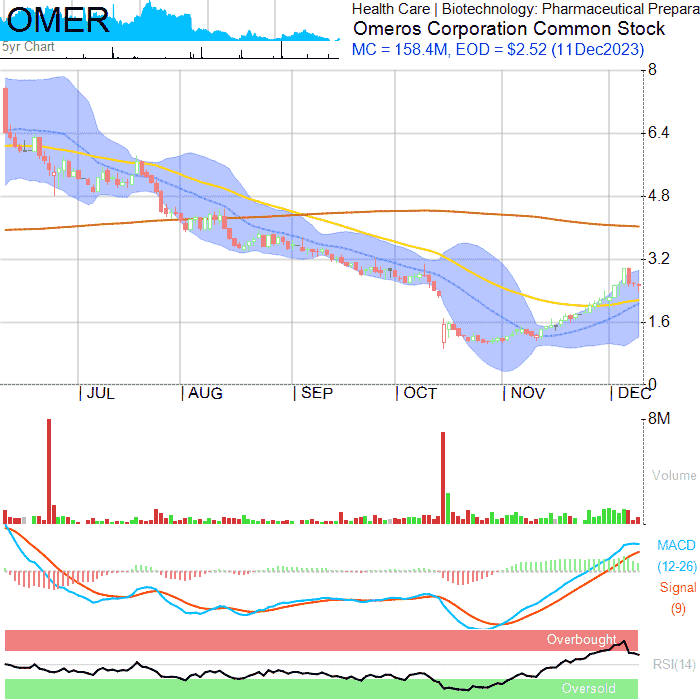 OMER
Health Care | Biotechnology: Pharmaceutical Prepara
Omeros Corporation Common Stock
MC = 158.4M, EOD = $2.52 (11Dec2023)
5yr Chart
8
6.4
4.8
3.2
1.6
0
JUL AUG SEP OCT NOV DEC
8M
Volume
0
MACD
(12-26)
Signal
(9)
Overbought
RSI(14)
Oversold